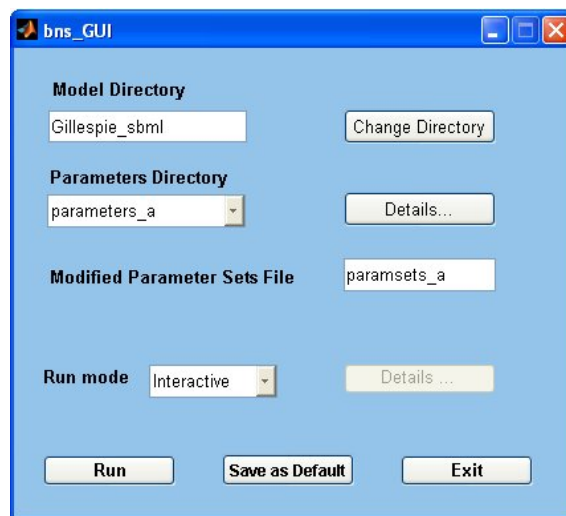 bns_GUI
Model Directory
Gillespie_sbml
Change Directory
Parameters Directory
parameters_a
Details...
Modified Parameter Sets File
paramsets_a
Run mode
Interactive
Details ...
Run
Save as Default
Exit